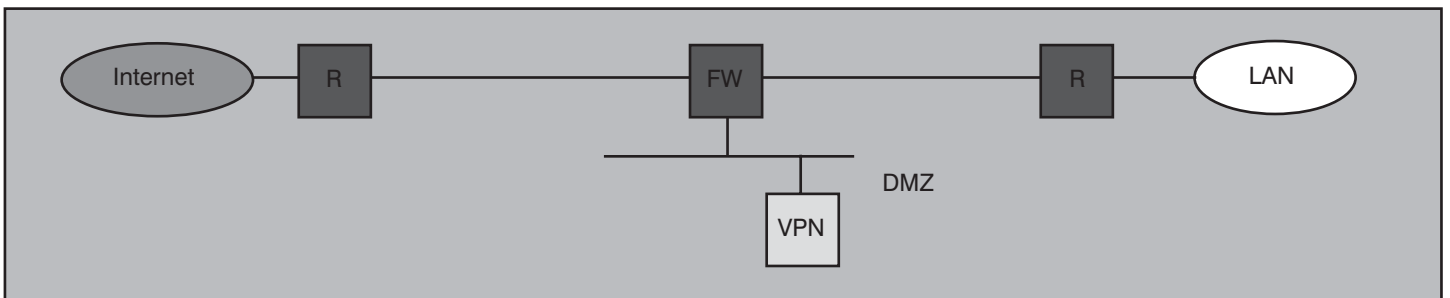 Internet
R
FW
R
LAN
DMZ
VPN